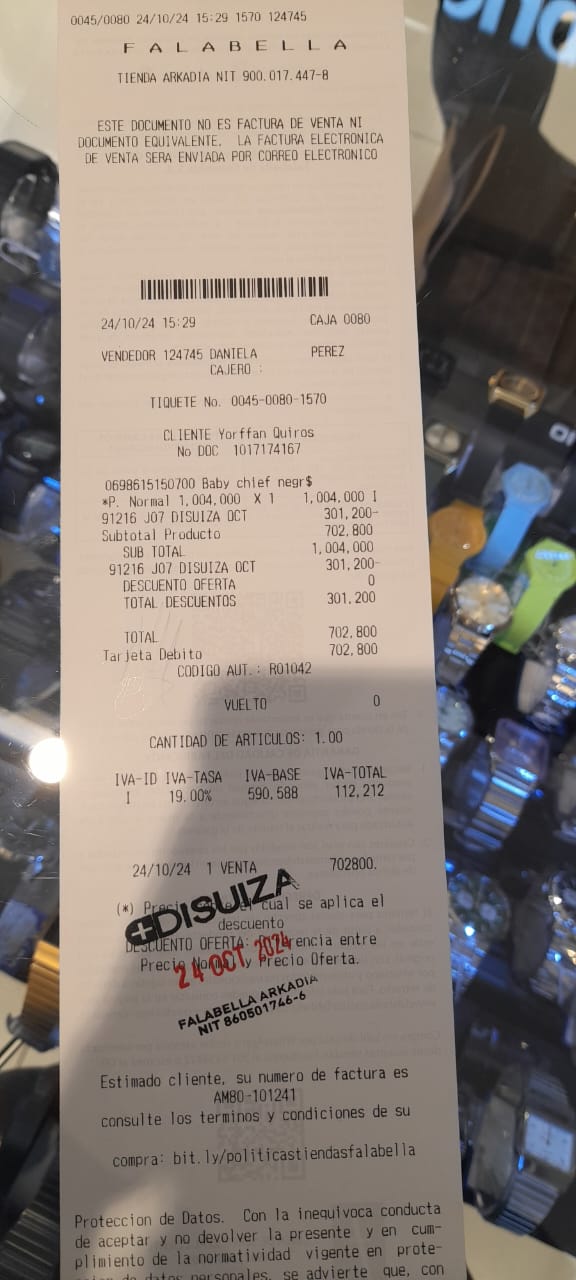 0045/0080 24/10/24 15:29 1570 124745
FALABELLA
TIENDA ARKADIA NIT 900.017.447-8
ESTE DOCUMENTO NO ES FACTURA DE VENTA NI
DOCUMENTO EQUIVALENTE. LA FACTURA ELECTRONICA
DE VENTA SERA ENVIADA POR CORREO ELECTRONICO
24/10/24 15:29 CAJA 0080
VENDEDOR 124745 DANIELA PEREZ
CAJERO :
TIQUETE No. 0045-0080-1570
CLIENTE Yorffan Quiros
No DOC 1017174167
0698615150700 Baby chief negr$
*P. Normal 1,004,000 X 1 1,004,000 I
91216 J07 DISUIZA OCT 301,200-
Subtotal Producto 702,800
SUB TOTAL 1,004,000
91216 J07 DISUIZA OCT 301,200-
DESCUENTO OFERTA 0
TOTAL DESCUENTOS 301,200
TOTAL 702,800
Tarjeta Debito 702,800
CODIGO AUT.: R01042
VUELTO 0
CANTIDAD DE ARTICULOS: 1.00
IVA-ID IVA-TASA IVA-BASE IVA-TOTAL
I 19.00% 590,588 112,212
24/10/24 1 VENTA 702800.
(*) el cual se aplica el
descuento
DISUIZA
DESCUENTO OFERTA: entre
24 OCT 2024
Precio y Precio Oferta.
FALABELLA ARKADIA
NIT 860501746-6
Estimado cliente, su numero de factura es
AM80-101241
consulte los terminos y condiciones de su
compra: bit.ly/politicastiendasfalabella
Proteccion de Datos. Con la inequivoca conducta
de aceptar y no devolver la presente y en cum-
plimiento de la normatividad vigente en prote-
datos personales, se advierte que, con